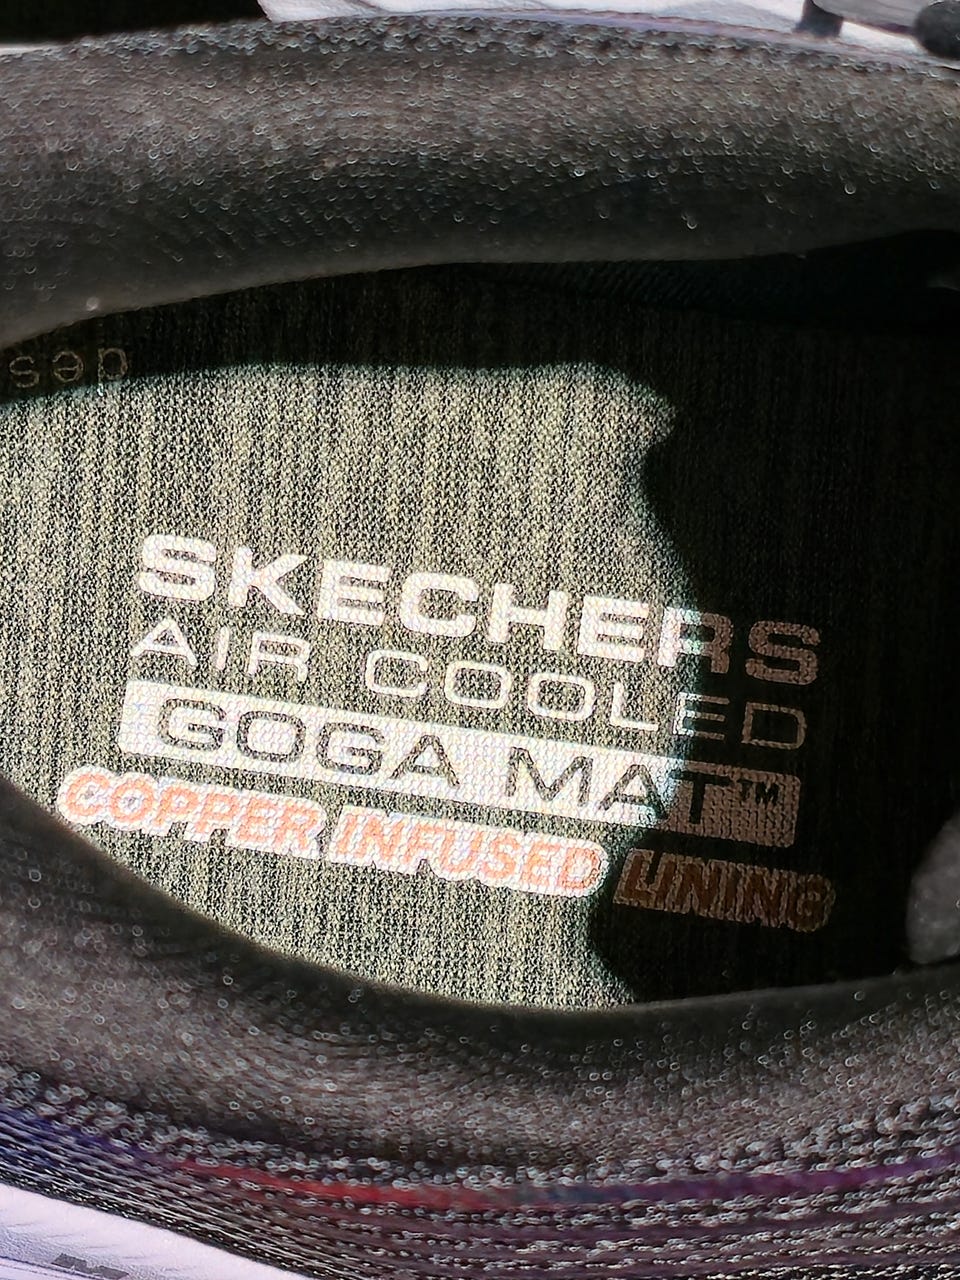 SKECHERS
AIR COOLED
GOGA MAT™
COPPER INFUSED LINING